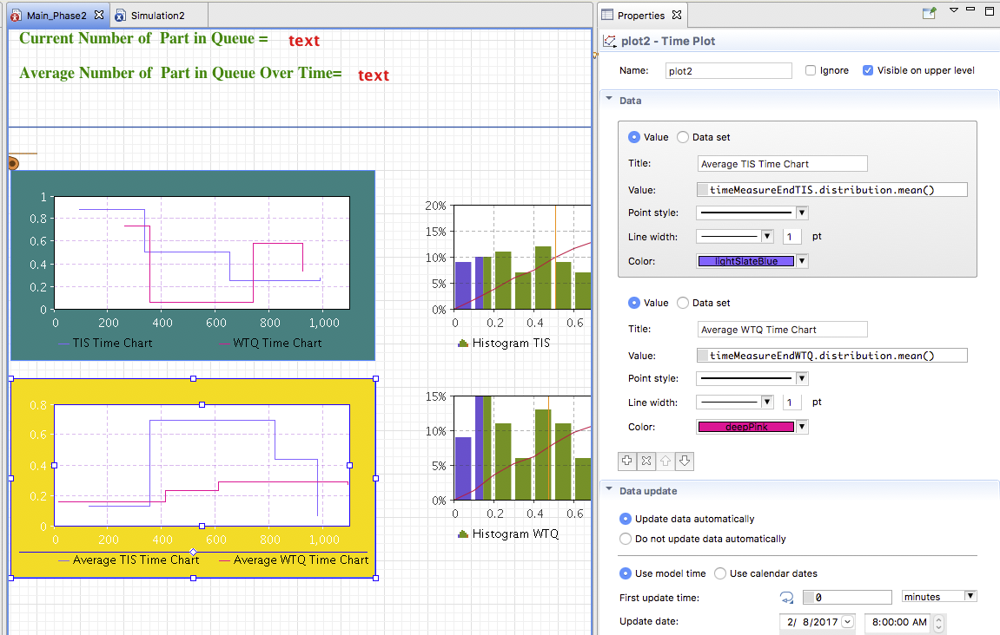 Main_Phase2
Simulation2
Current Number of Part in Queue = text
Average Number of Part in Queue Over Time= text
1
0.8
0.6
0.4
0.2
0
0 200 400 600 800 1,000
TIS Time Chart WTQ Time Chart
20%
15%
10%
5%
0%
0 0.2 0.4 0.6
Histogram TIS
0.8
0.6
0.4
0.2
0
0 200 400 600 800 1,000
Average TIS Time Chart Average WTQ Time Chart
15%
10%
5%
0%
0 0.2 0.4 0.6
Histogram WTQ
Properties
plot2 - Time Plot
Name: plot2 Ignore Visible on upper level
Data
Value Data set
Title: Average TIS Time Chart
Value: timeMeasureEndTIS.distribution.mean()
Point style:
Line width: 1 pt
Color: lightSlateBlue
Value Data set
Title: Average WTQ Time Chart
Value: timeMeasureEndWTQ.distribution.mean()
Point style:
Line width: 1 pt
Color: deepPink
Data update
Update data automatically
Do not update data automatically
Use model time Use calendar dates
First update time: 0 minutes
Update date: 2/ 8/2017 8:00:00 AM